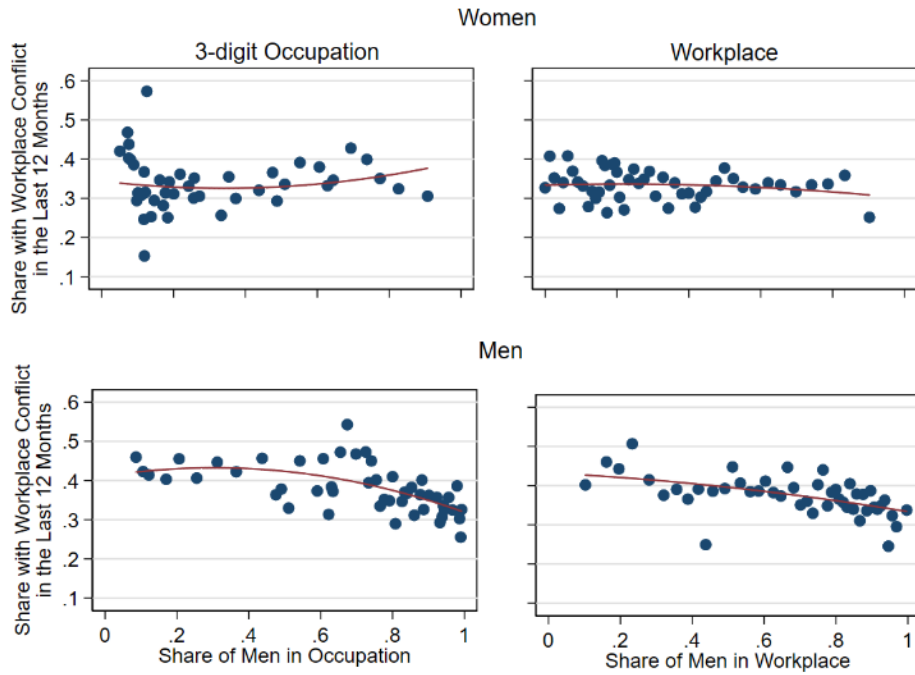 Women
3-digit Occupation
Workplace
Share with Workplace Conflict
in the Last 12 Months
.6
.5
.4
.3
.2
.1
Men
Share with Workplace Conflict
in the Last 12 Months
.6
.5
.4
.3
.2
.1
0 .2 .4 .6 .8 1
Share of Men in Occupation
0 .2 .4 .6 .8 1
Share of Men in Workplace